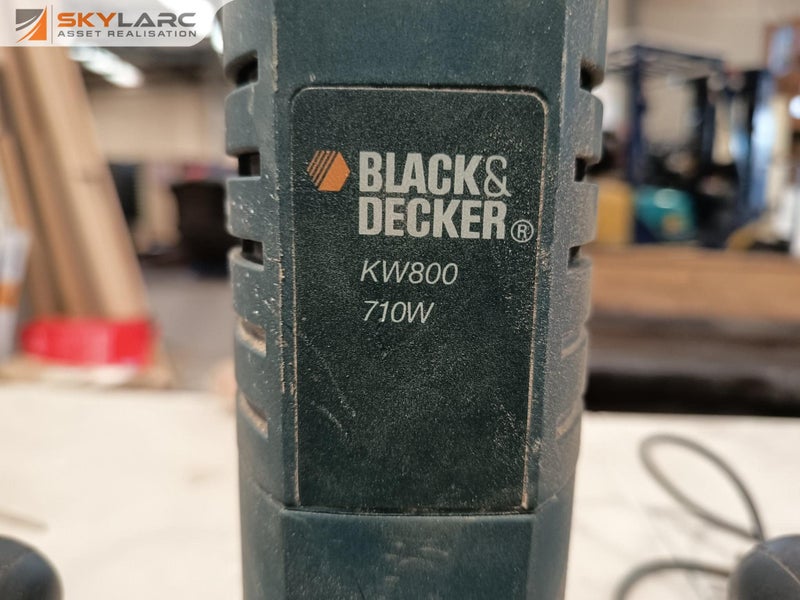 SKYLARC
ASSET REALISATION
BLACK&
DECKER®
KW800
710W